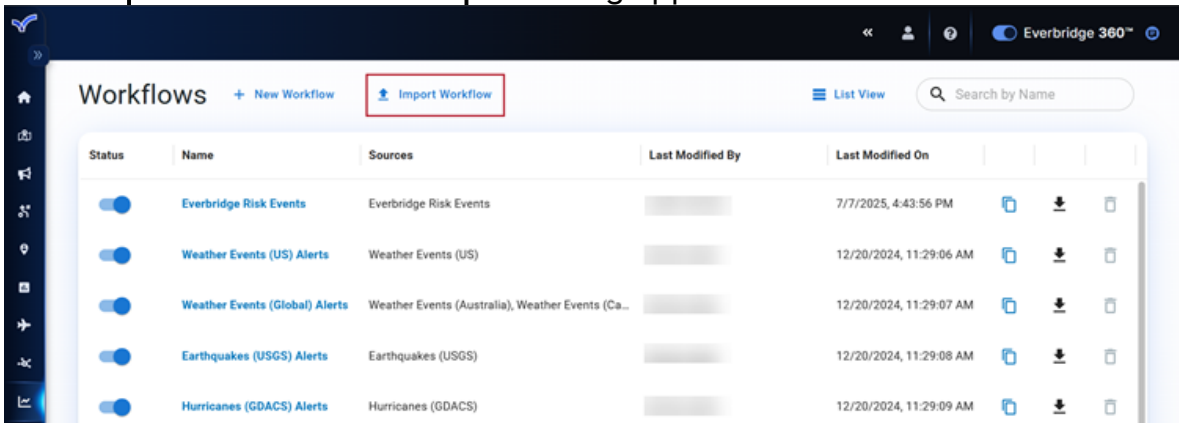 Everbridge 360™
Workflows + New Workflow Import Workflow List View Search by Name
Status Name Sources Last Modified By Last Modified On
Everbridge Risk Events Everbridge Risk Events 7/7/2025, 4:43:56 PM
Weather Events (US) Alerts Weather Events (US) 12/20/2024, 11:29:06 AM
Weather Events (Global) Alerts Weather Events (Australia), Weather Events (Ca... 12/20/2024, 11:29:07 AM
Earthquakes (USGS) Alerts Earthquakes (USGS) 12/20/2024, 11:29:08 AM
Hurricanes (GDACS) Alerts Hurricanes (GDACS) 12/20/2024, 11:29:09 AM